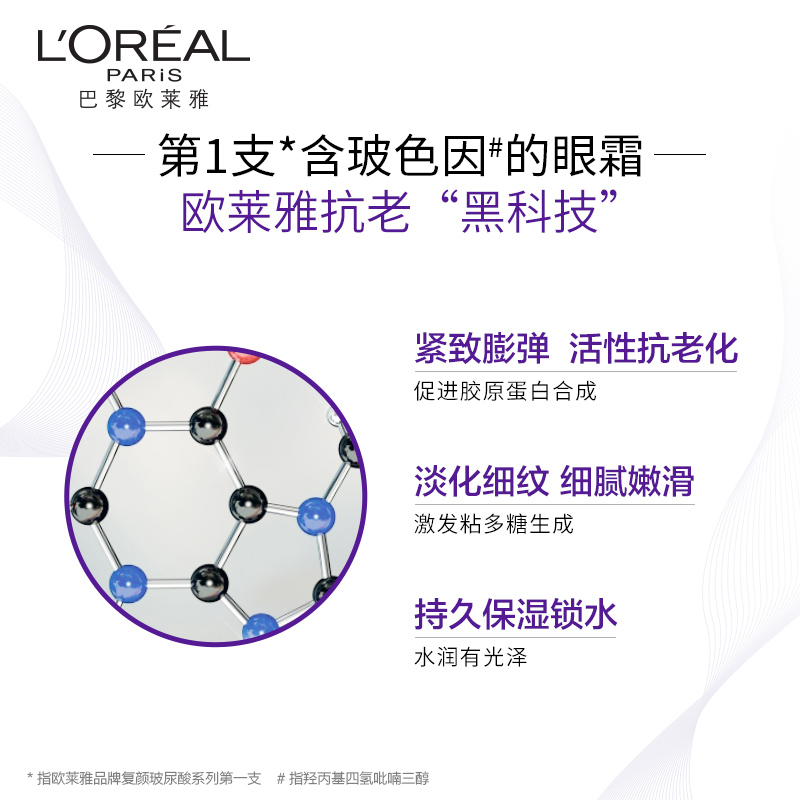 L'ORÉAL
PARiS
巴黎欧莱雅
第1支*含玻色因#的眼霜
欧莱雅抗老“黑科技”
紧致膨弹 活性抗老化
促进胶原蛋白合成
淡化细纹 细腻嫩滑
激发粘多糖生成
持久保湿锁水
水润有光泽
* 指欧莱雅品牌复颜玻尿酸系列第一支 # 指羟丙基四氢吡喃三醇